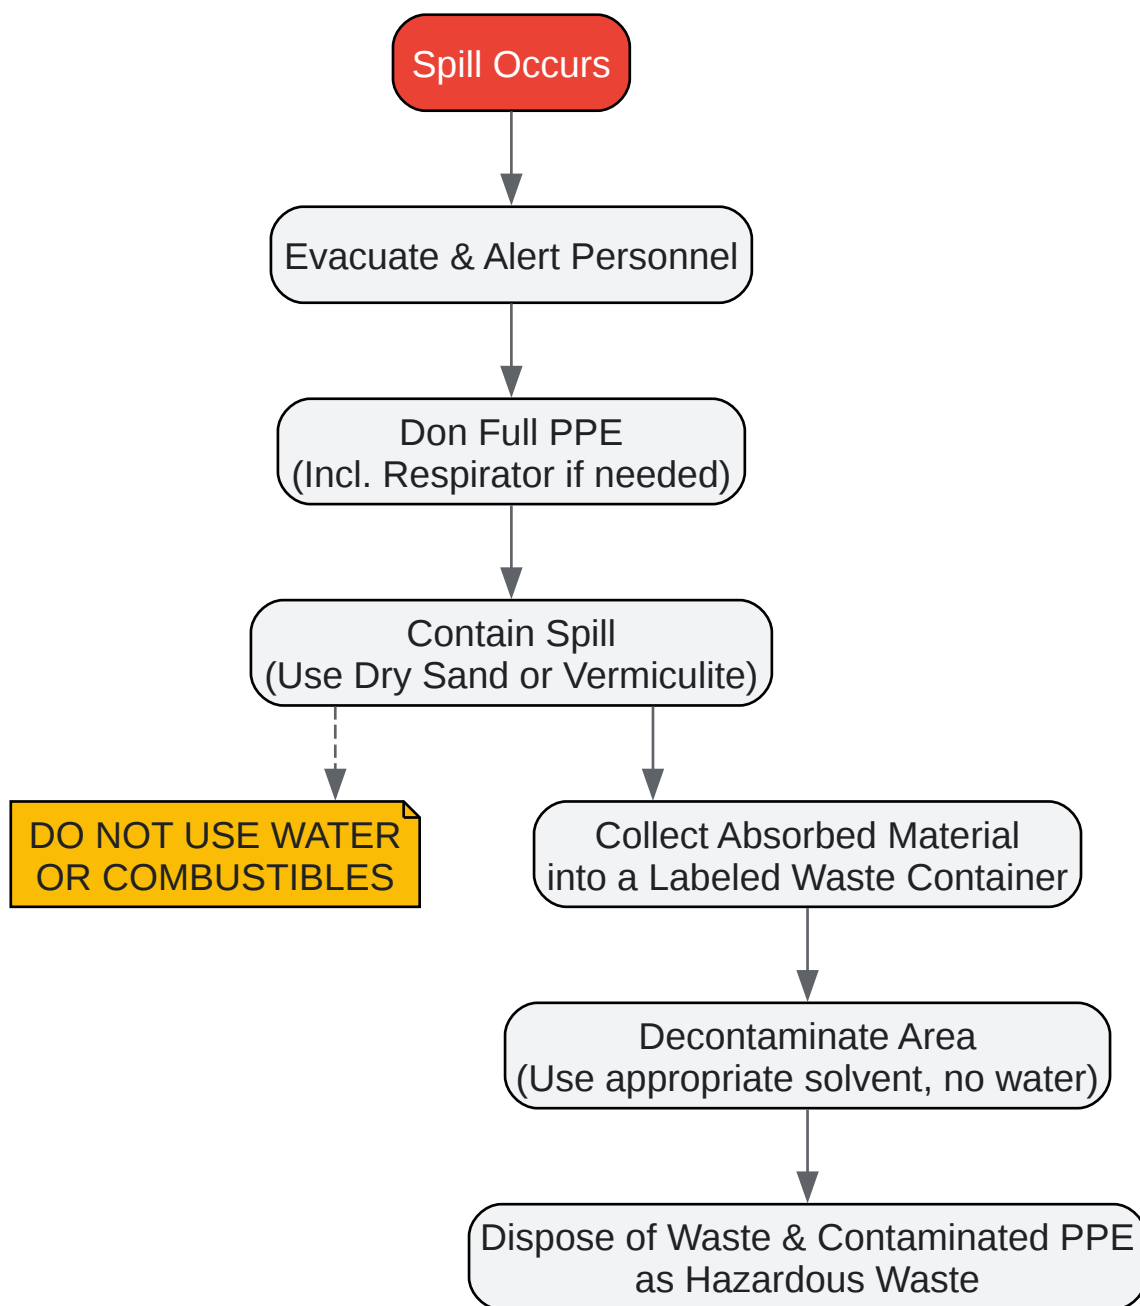 Spill Occurs
Evacuate & Alert Personnel
Don Full PPE
(Incl. Respirator if needed)
Contain Spill
(Use Dry Sand or Vermiculite)
DO NOT USE WATER
OR COMBUSTIBLES
Collect Absorbed Material
into a Labeled Waste Container
Decontaminate Area
(Use appropriate solvent, no water)
Dispose of Waste & Contaminated PPE
as Hazardous Waste